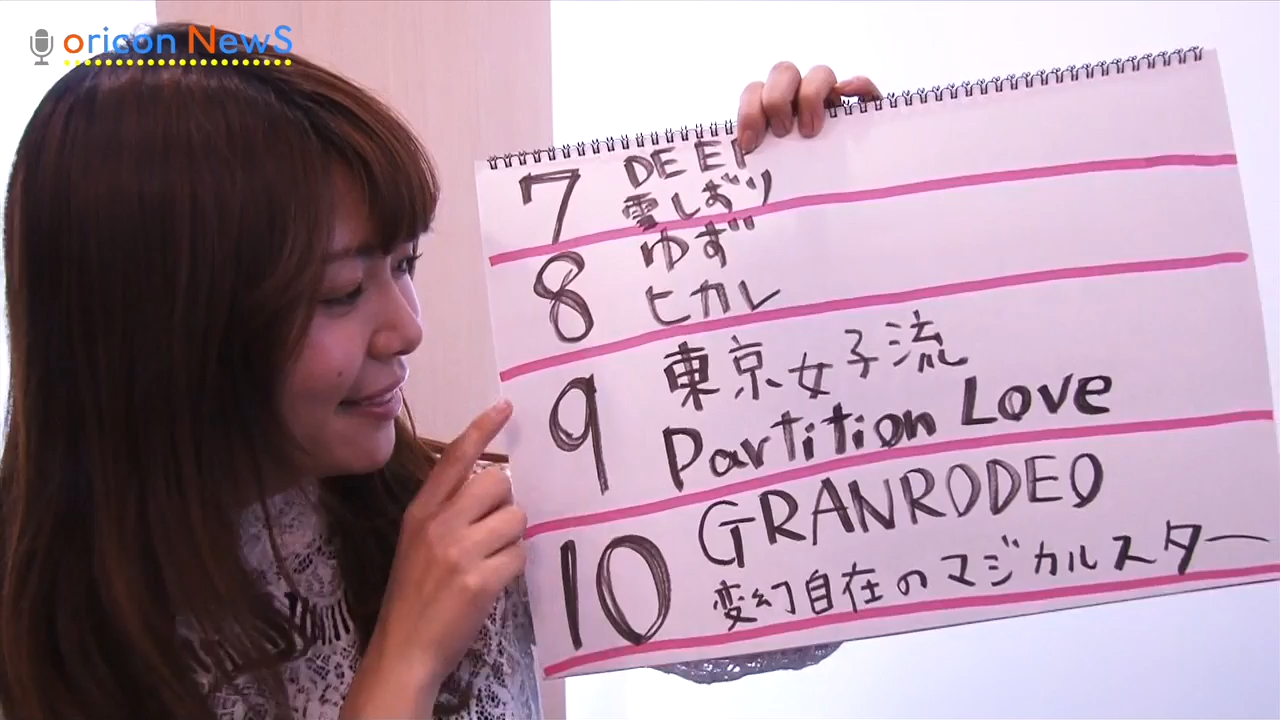 oricon NewS
7 DEEP
雪しずり
8 ゆず
ヒカレ
9 東京女子流
Partition Love
10 GRANRODEO
変幻自在のマジカルスター